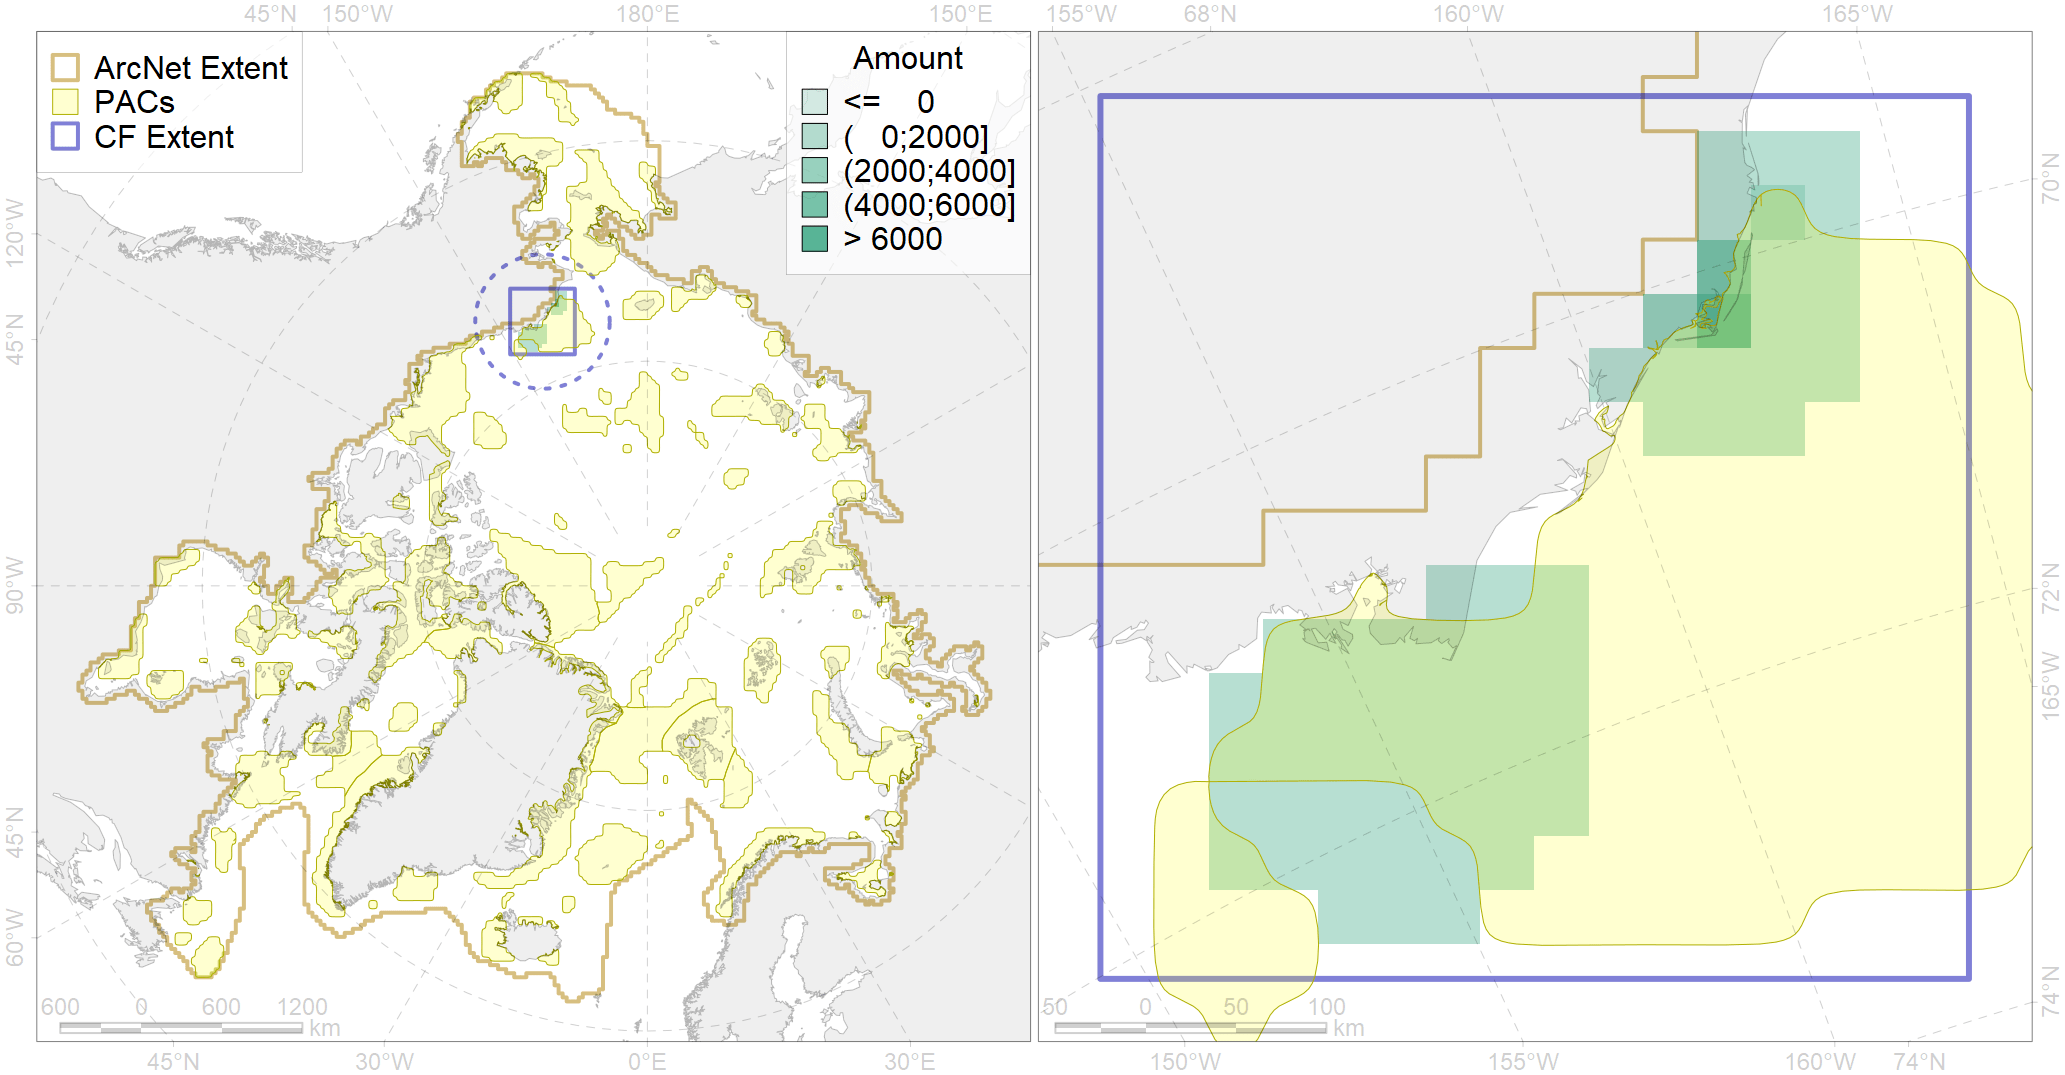 45°N 150°W 180°E 150°E 155°W 68°N 160°W 165°W
ArcNet Extent
PACs
CF Extent
Amount
<= 0
( 0;2000]
(2000;4000]
(4000;6000]
> 6000
120°W
45°N
90°W
45°N
60°W
70°N
72°N
165°W
74°N
600 0 600 1200
km
50 0 50 100
km
45°N 30°W 0°E 30°E 150°W 155°W 160°W 74°N